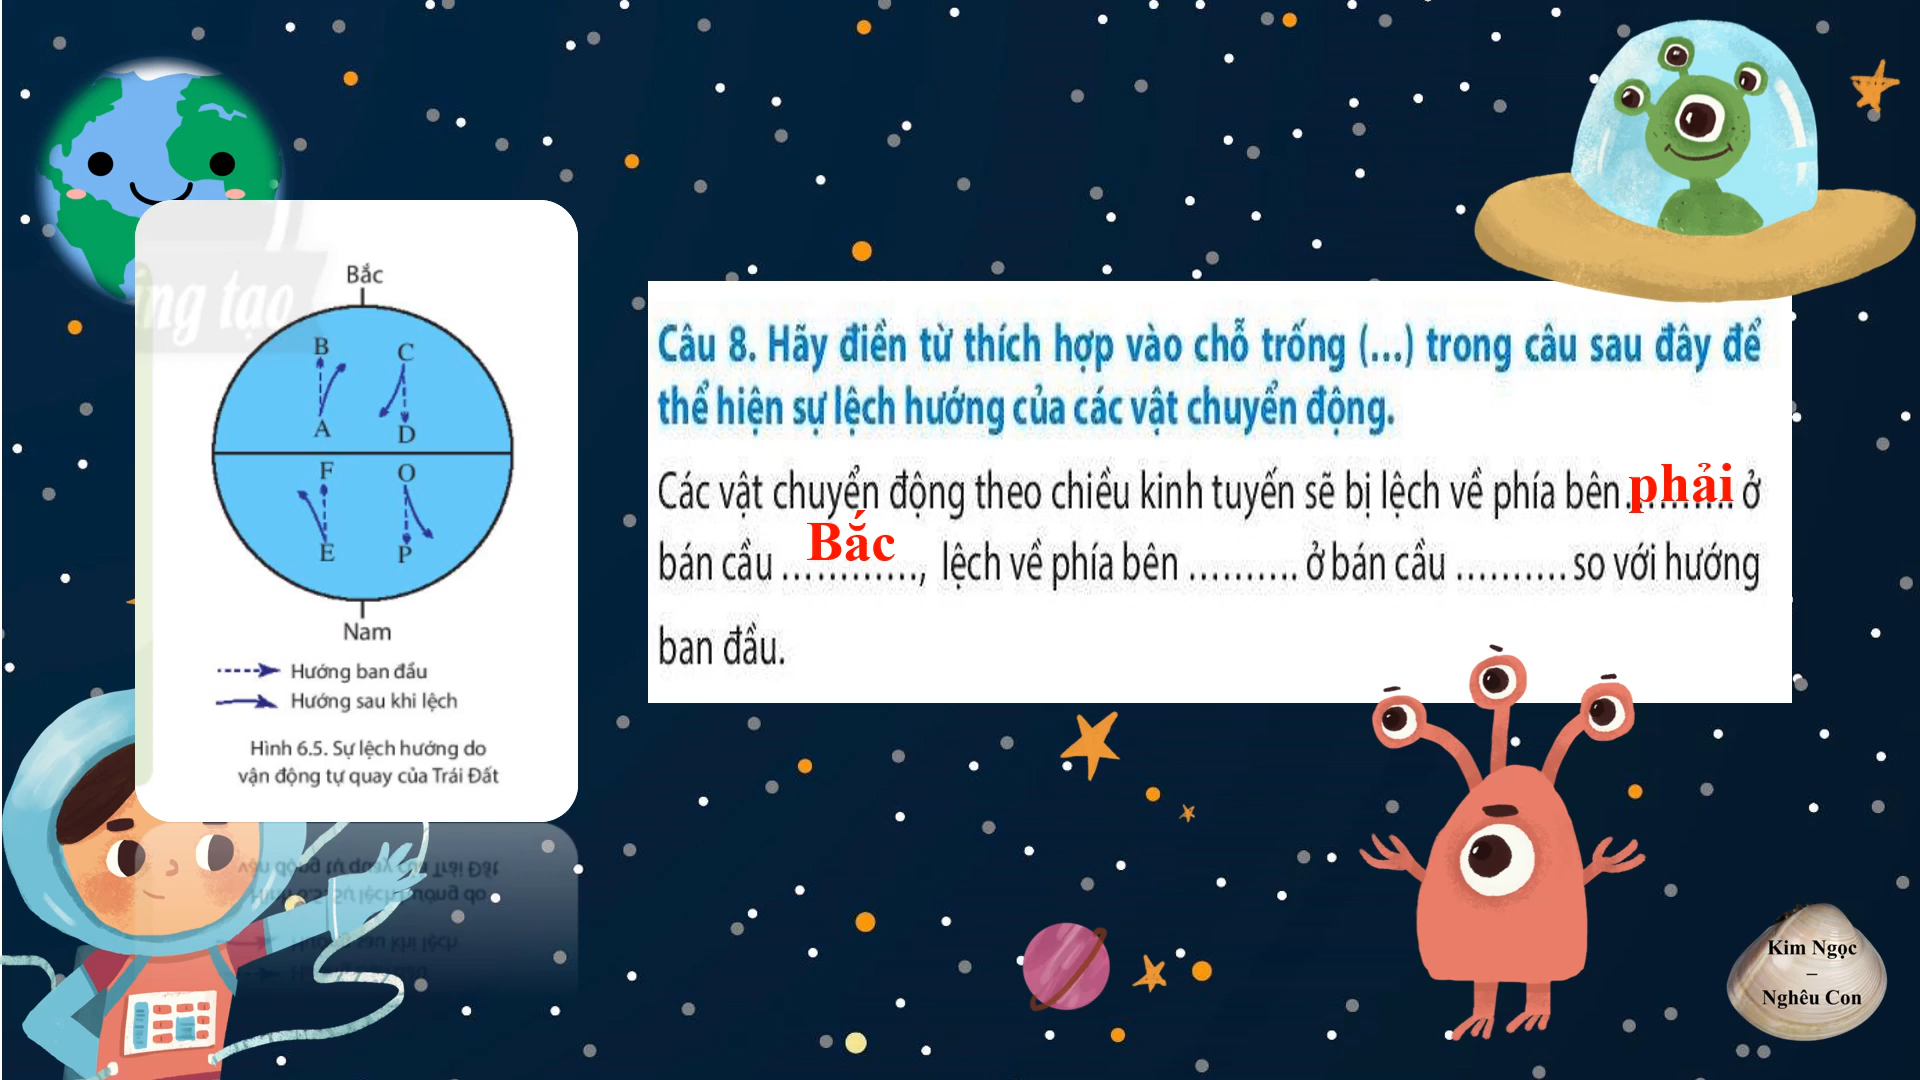 ng tạo
Bắc
B
C
A
D
F
O
E
P
Nam
Hướng ban đầu
Hướng sau khi lệch
Hình 6.5. Sự lệch hướng do
vận động tự quay của Trái Đất
Câu 8. Hãy điền từ thích hợp vào chỗ trống (...) trong câu sau đây để
thể hiện sự lệch hướng của các vật chuyển động.
Các vật chuyển động theo chiều kinh tuyến sẽ bị lệch về phía bên phải ở
bán cầu Bắc............, lệch về phía bên .......... ở bán cầu .......... so với hướng
ban đầu.
Kim Ngọc
–
Nghêu Con